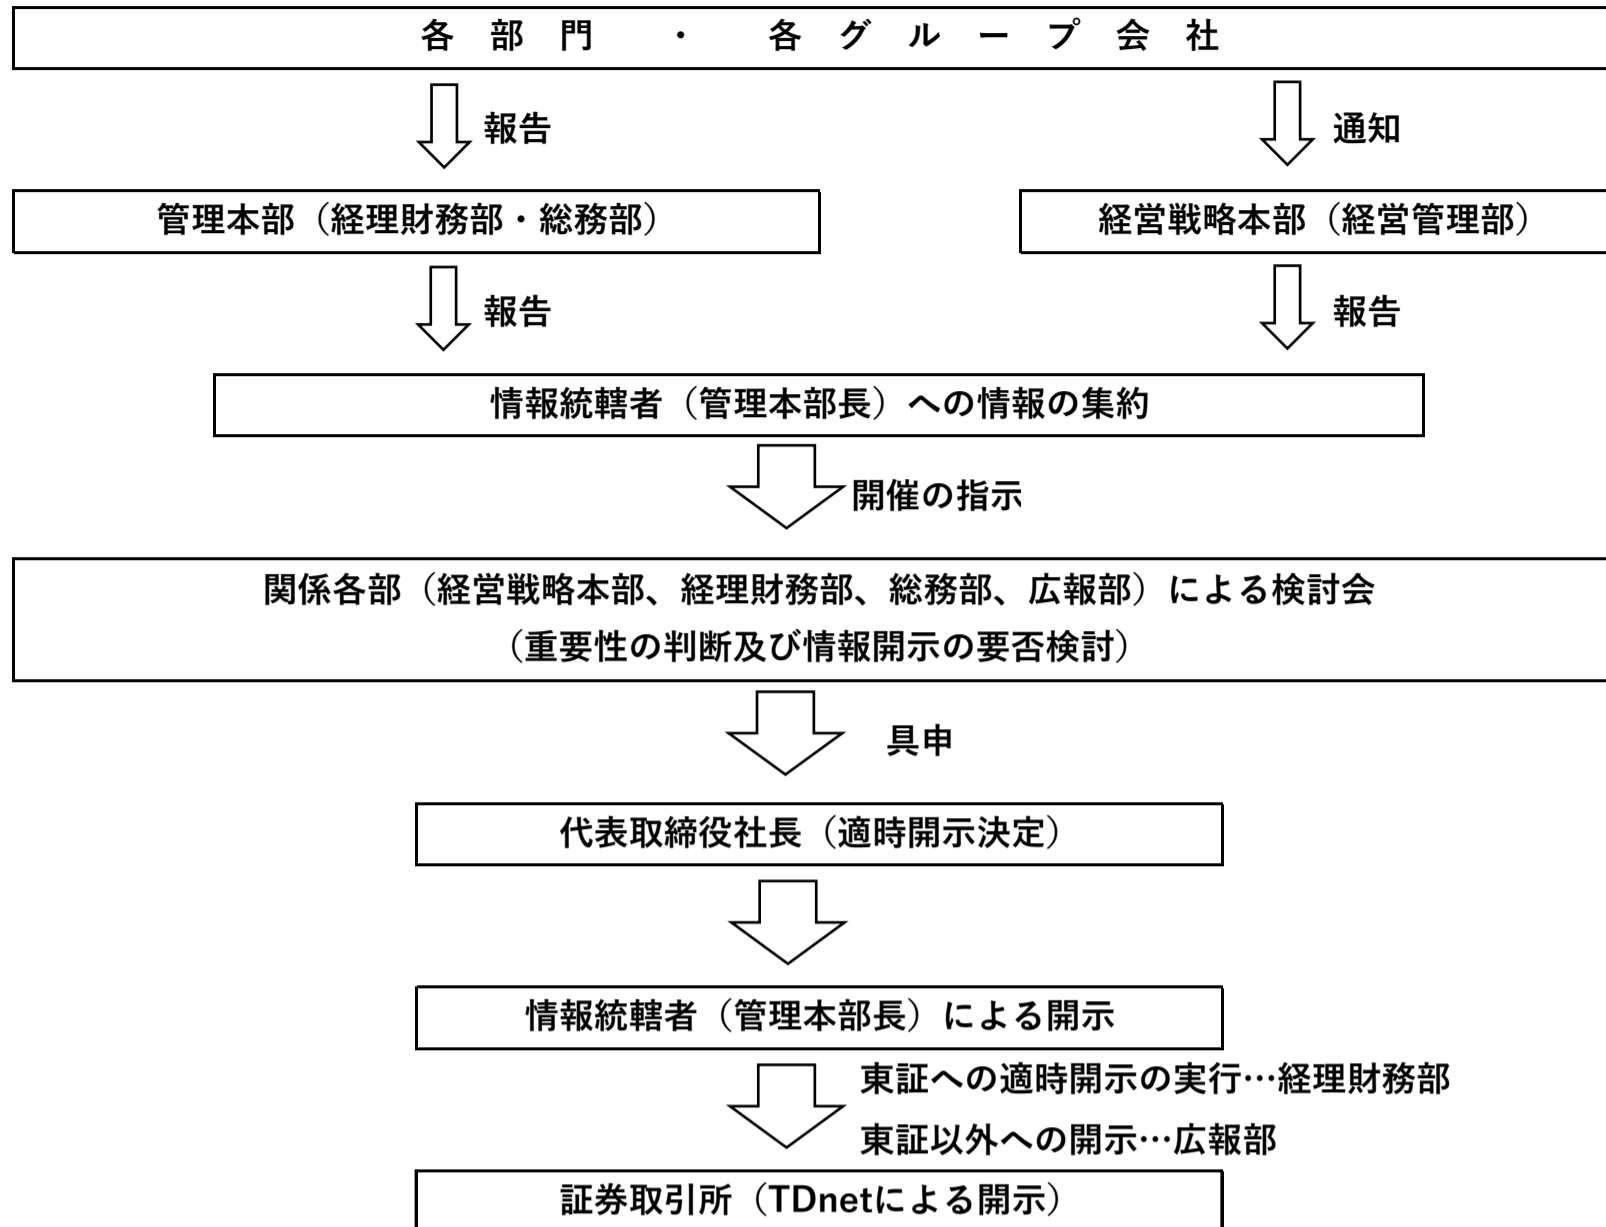 各部門・各グループ会社
報告
通知
管理本部（経理財務部・総務部）
経営戦略本部（経営管理部）
報告
報告
情報統轄者（管理本部長）への情報の集約
開催の指示
関係各部（経営戦略本部、経理財務部、総務部、広報部）による検討会
（重要性の判断及び情報開示の要否検討）
具申
代表取締役社長（適時開示決定）
情報統轄者（管理本部長）による開示
東証への適時開示の実行…経理財務部
東証以外への開示…広報部
証券取引所（TDnetによる開示）